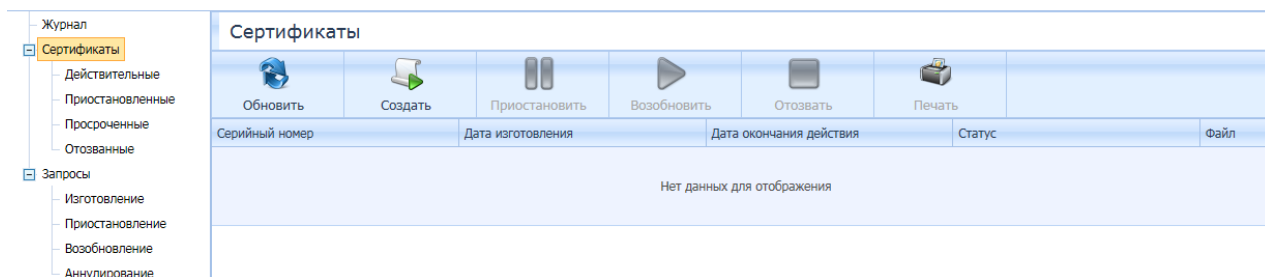 Журнал
Сертификаты
Действительные
Приостановленные
Просроченные
Отозванные
Запросы
Изготовление
Приостановление
Возобновление
Аннулирование
Сертификаты
Обновить Создать Приостановить Возобновить Отозвать Печать
Серийный номер Дата изготовления Дата окончания действия Статус Файл
Нет данных для отображения